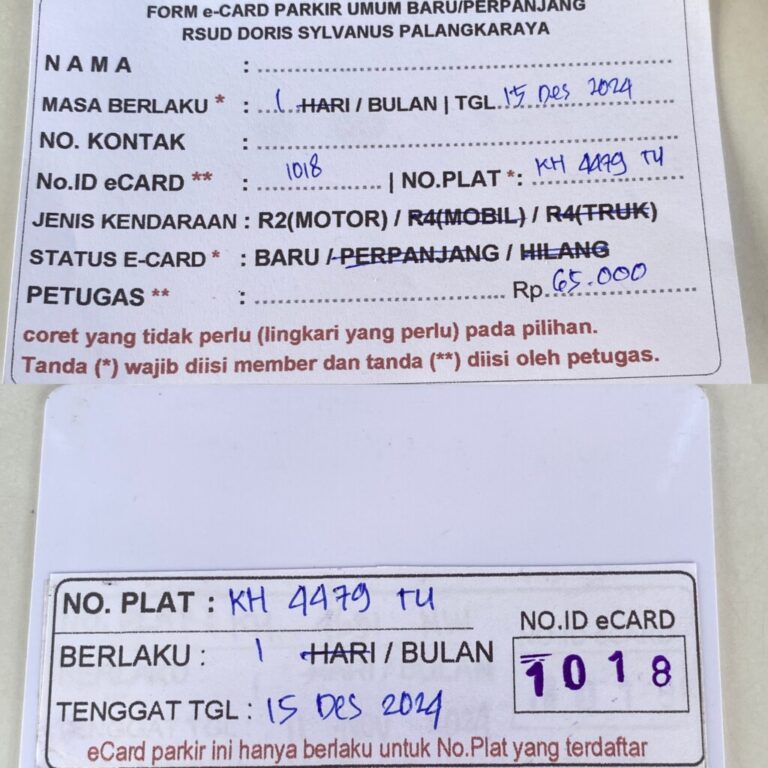 FORM e-CARD PARKIR UMUM BARU/PERPANJANG
RSUD DORIS SYLVANUS PALANGKARAYA
N A M A :
MASA BERLAKU * : 1 HARI / BULAN | TGL. 15 Des 2024
NO. KONTAK :
No.ID eCARD ** : 1018 | NO.PLAT *: KH 4479 TU
JENIS KENDARAAN : R2(MOTOR) / R4(MOBIL) / R4(TRUK)
STATUS E-CARD * : BARU / PERPANJANG / HILANG
PETUGAS ** : Rp. 65.000
coret yang tidak perlu (lingkari yang perlu) pada pilihan.
Tanda (*) wajib diisi member dan tanda (**) diisi oleh petugas.
NO. PLAT : KH 4479 TU
NO.ID eCARD
BERLAKU : 1 HARI / BULAN
1018
TENGGAT TGL : 15 Des 2024
eCard parkir ini hanya berlaku untuk No.Plat yang terdaftar